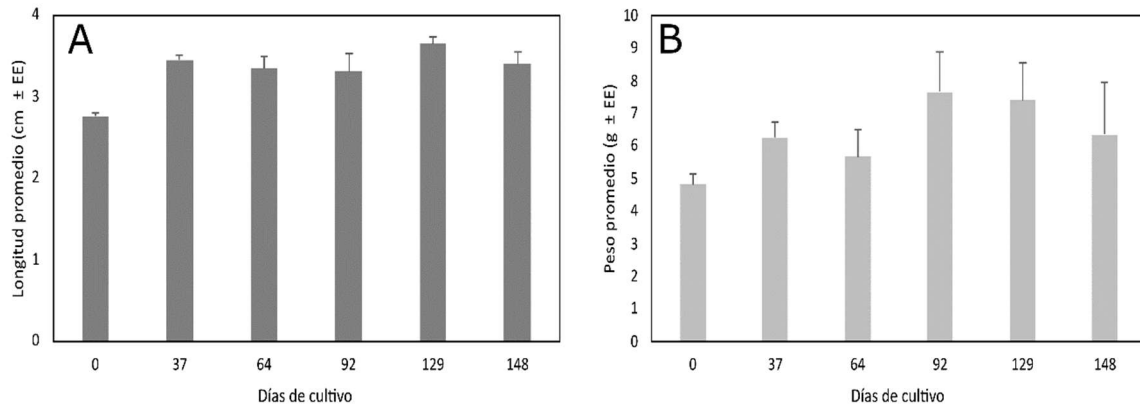 A
Longitud promedio (cm ± EE)
4
3
2
1
0
0 37 64 92 129 148
Días de cultivo
B
Peso promedio (g ± EE)
10
9
8
7
6
5
4
3
2
1
0
0 37 64 92 129 148
Días de cultivo